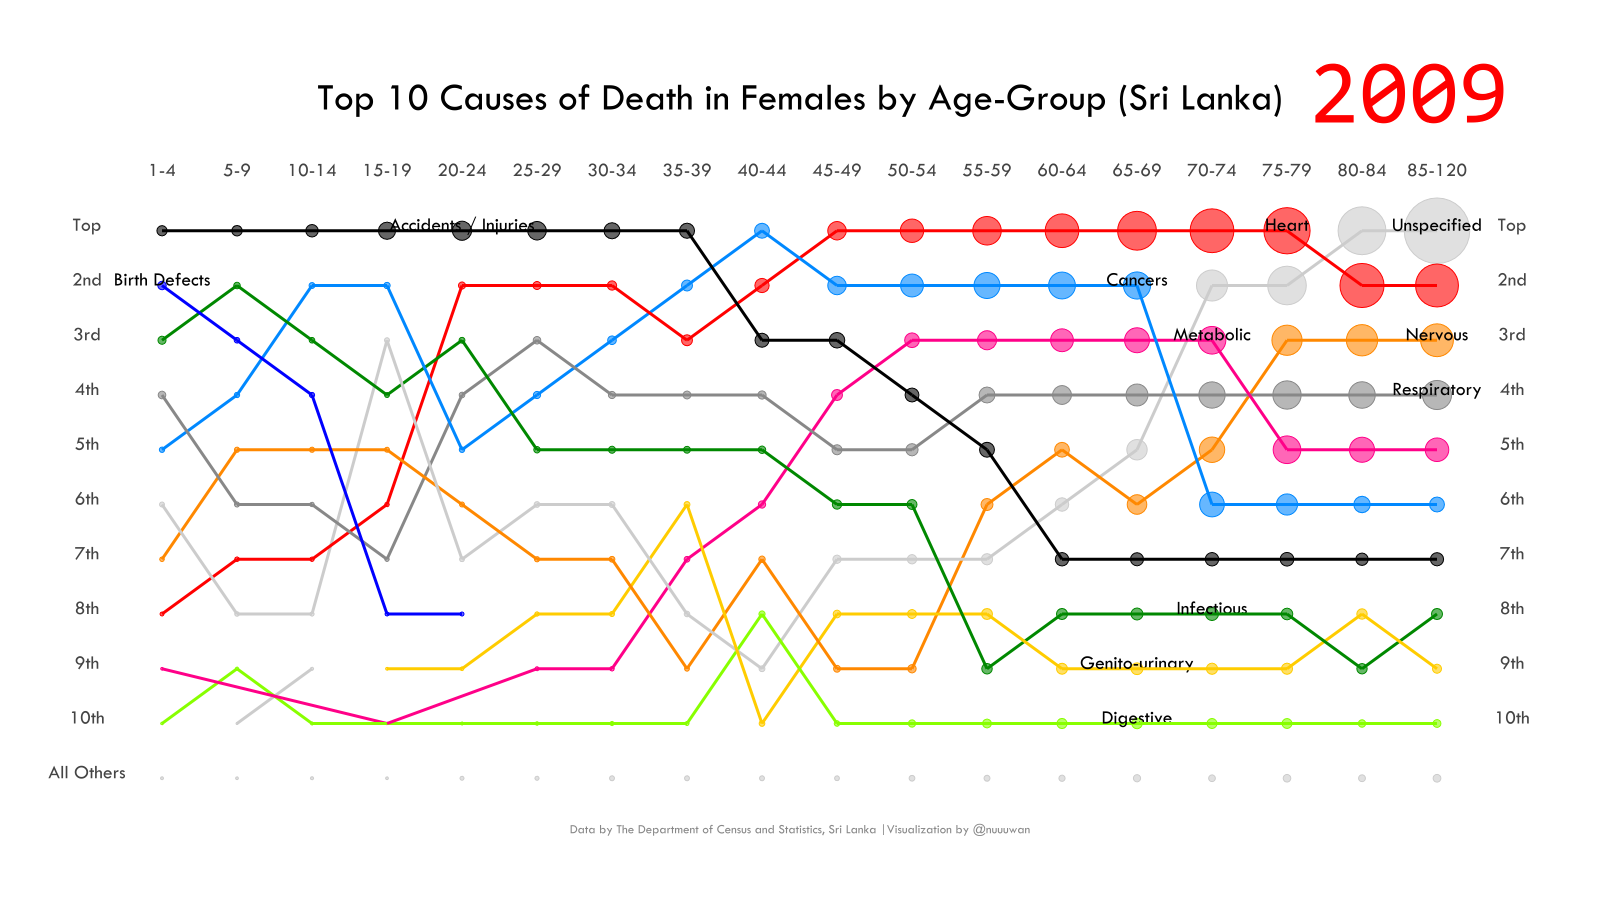 Top 10 Causes of Death in Females by Age-Group (Sri Lanka) 2009
1-4 5-9 10-14 15-19 20-24 25-29 30-34 35-39 40-44 45-49 50-54 55-59 60-64 65-69 70-74 75-79 80-84 85-120
Top Accidents / Injuries Heart Unspecified Top
2nd Birth Defects Cancers 2nd
3rd Metabolic Nervous 3rd
4th Respiratory 4th
5th 5th
6th 6th
7th 7th
8th Infectious 8th
9th Genito-urinary 9th
10th Digestive 10th
All Others
Data by The Department of Census and Statistics, Sri Lanka | Visualization by @nuuuwan